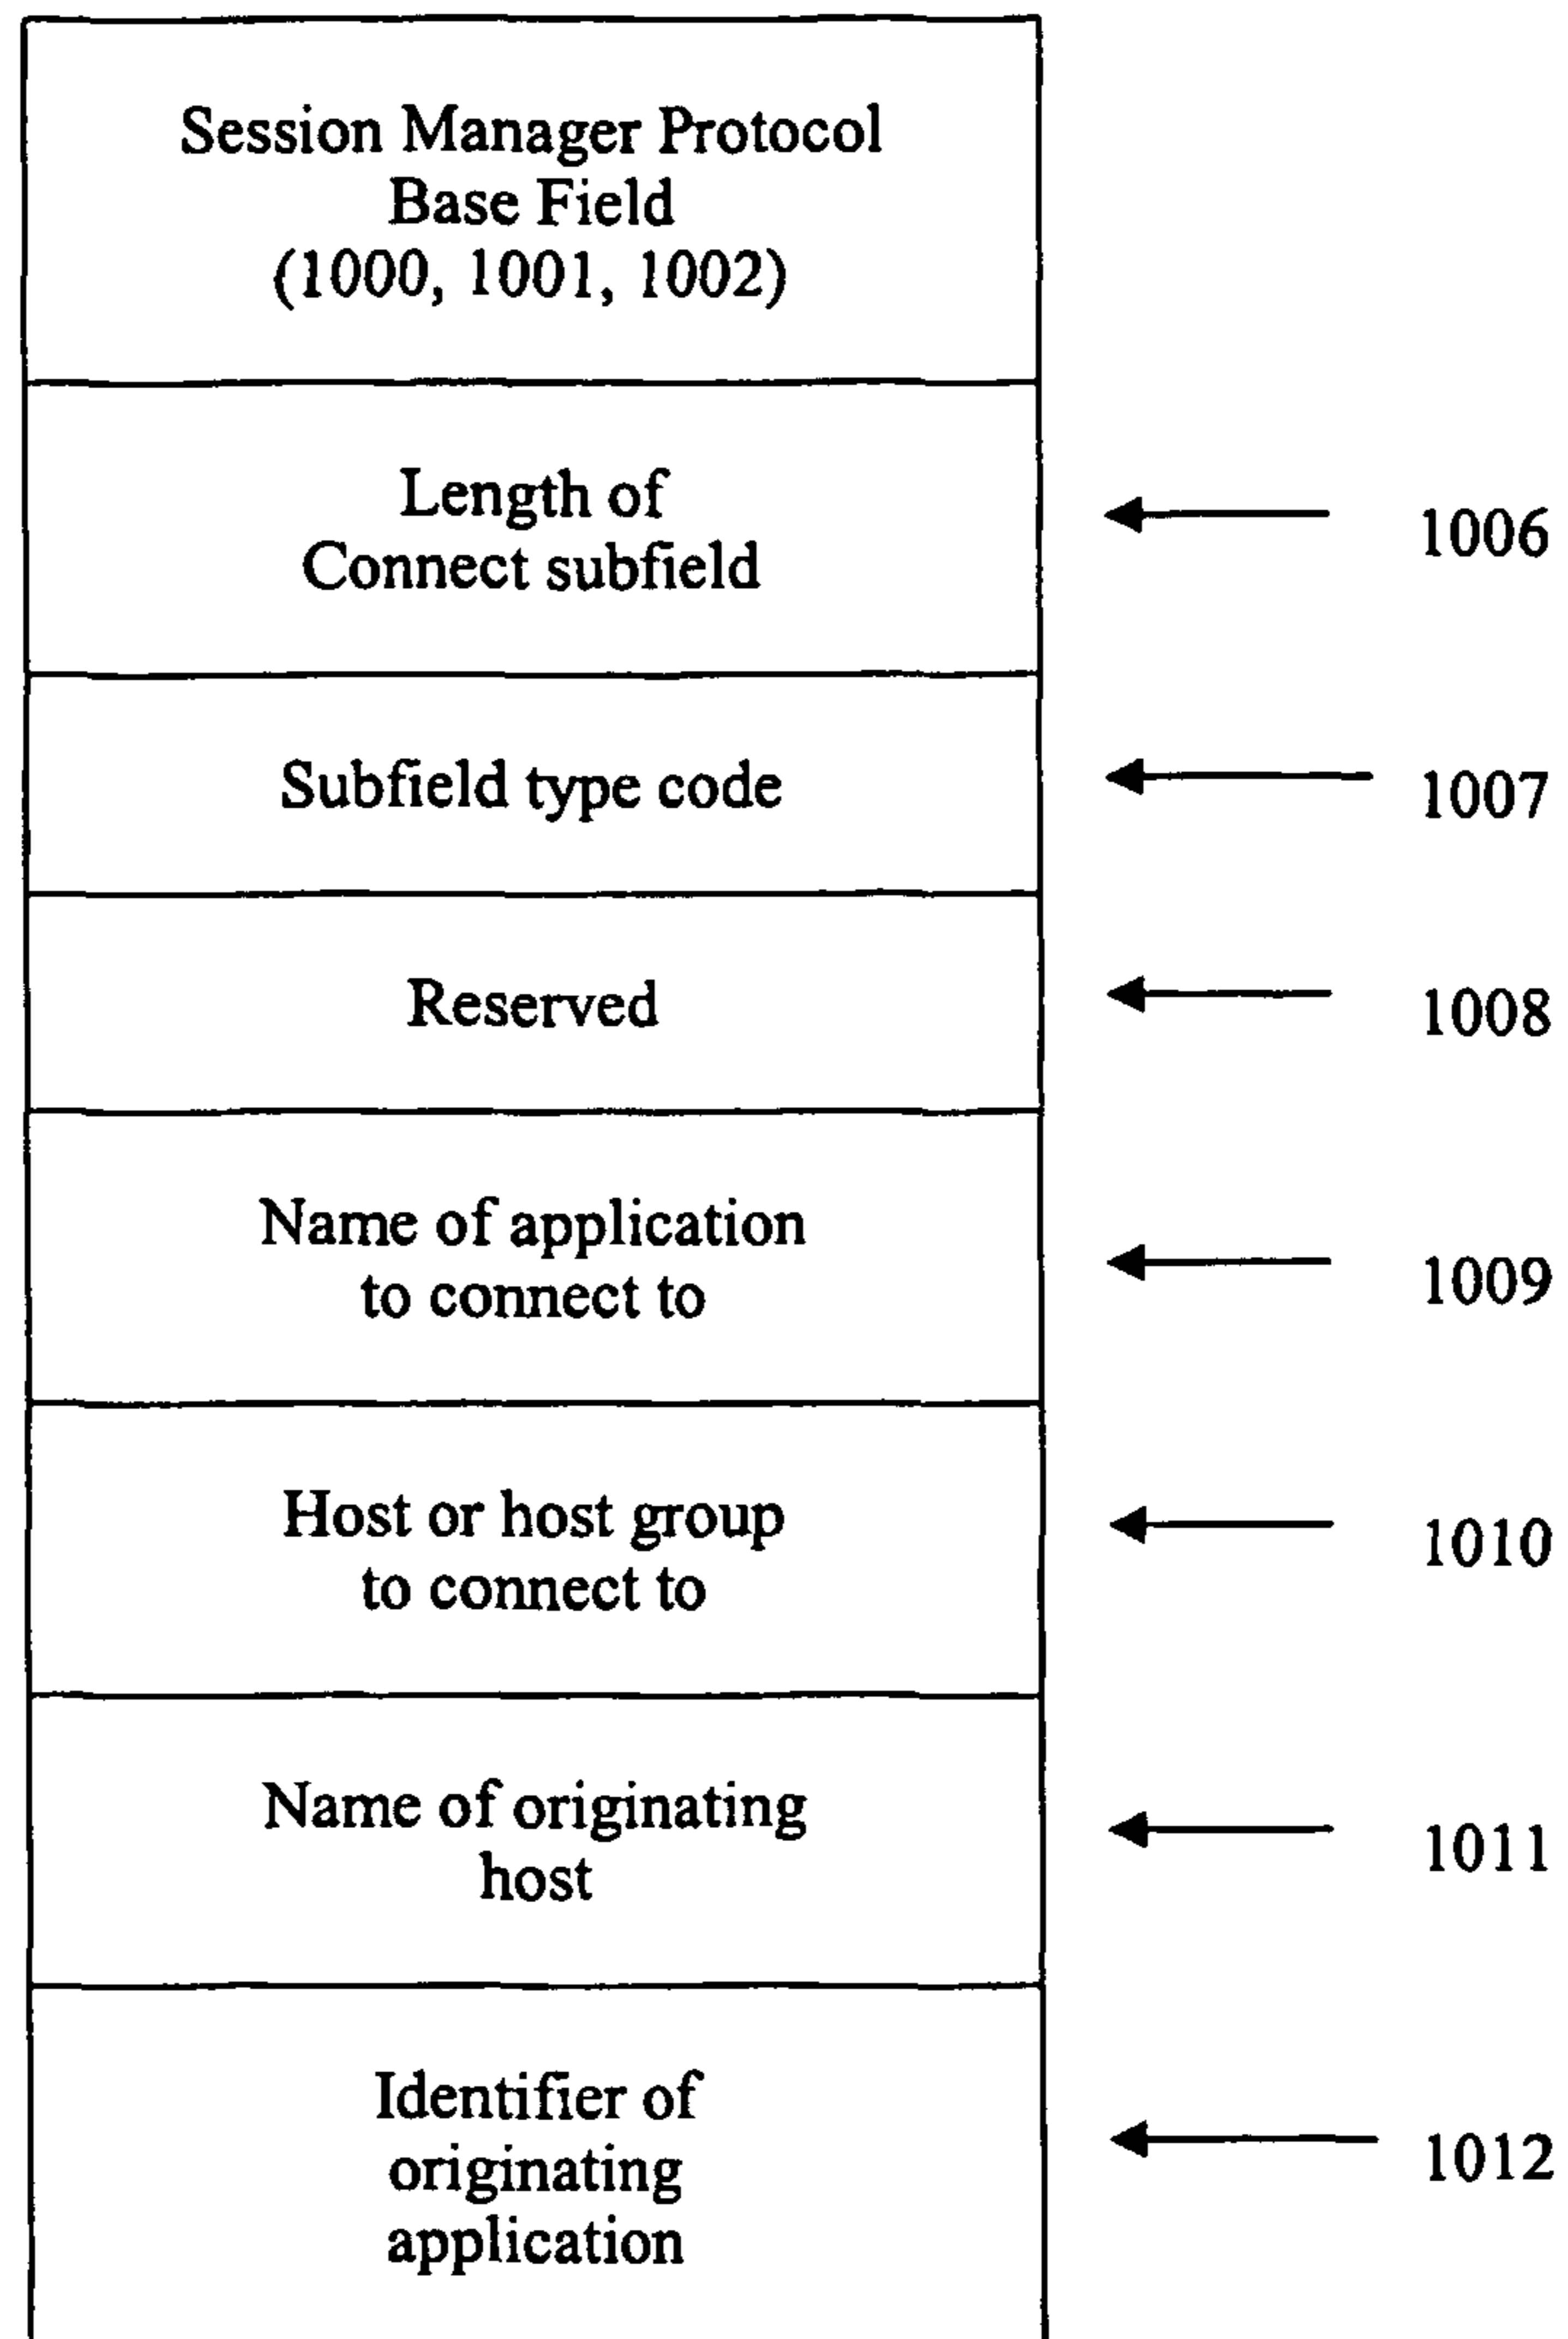 Session Manager Protocol
Base Field
(1000, 1001, 1002)
Length of
Connect subfield
1006
Subfield type code
1007
Reserved
1008
Name of application
to connect to
1009
Host or host group
to connect to
1010
Name of originating
host
1011
Identifier of
originating
application
1012